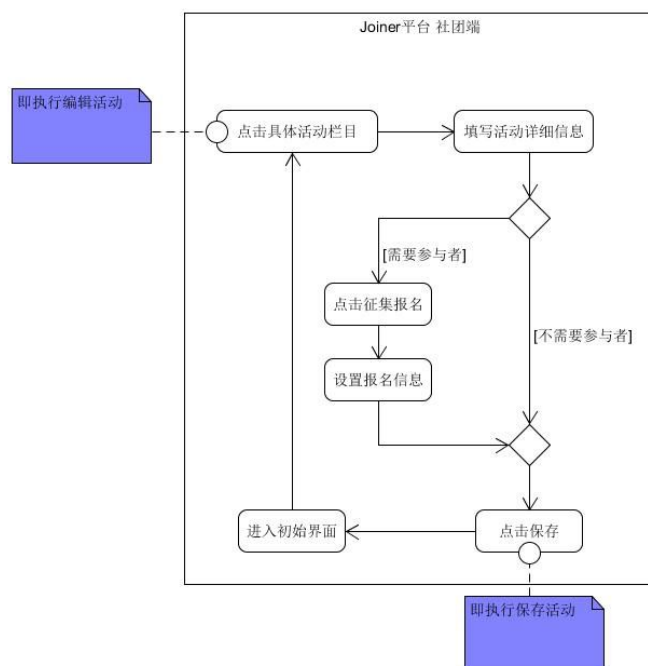 Joiner平台 社团端
即执行编辑活动
点击具体活动栏目
填写活动详细信息
[需要参与者]
点击征集报名
[不需要参与者]
设置报名信息
进入初始界面
点击保存
即执行保存活动